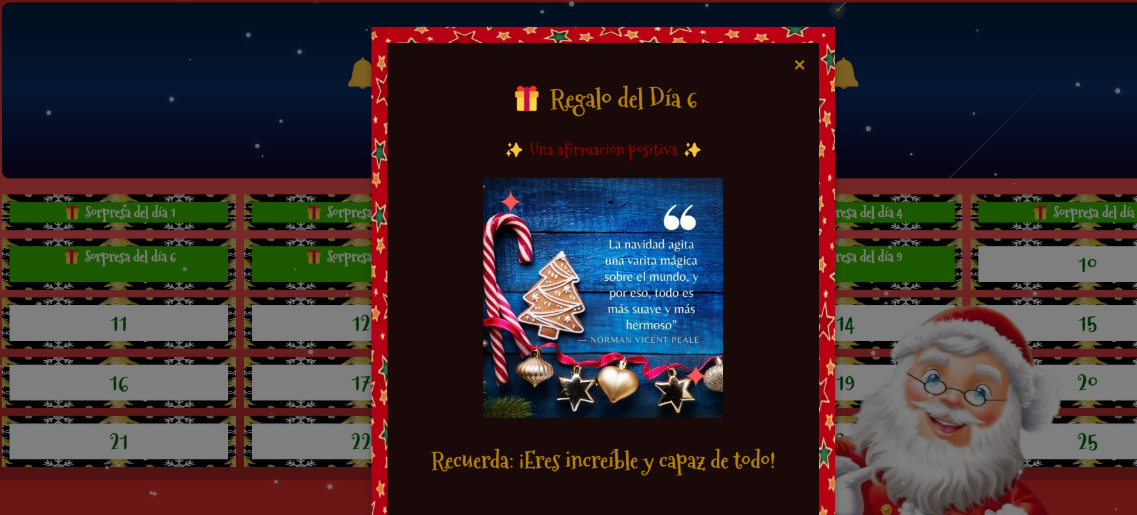 Regalo del Día 6
Una afirmación positiva
“
La navidad agita
una varita mágica
sobre el mundo, y
por eso, todo es
más suave y más
hermoso”
— NORMAN VICENT PEALE
Recuerda: ¡Eres increíble y capaz de todo!
Sorpresa del día 1
Sorpresa
del día 4
Sorpresa del día
Sorpresa del día 6
Sorpresa
del día 9
10
11
12
14
15
16
17
19
20
21
22
25